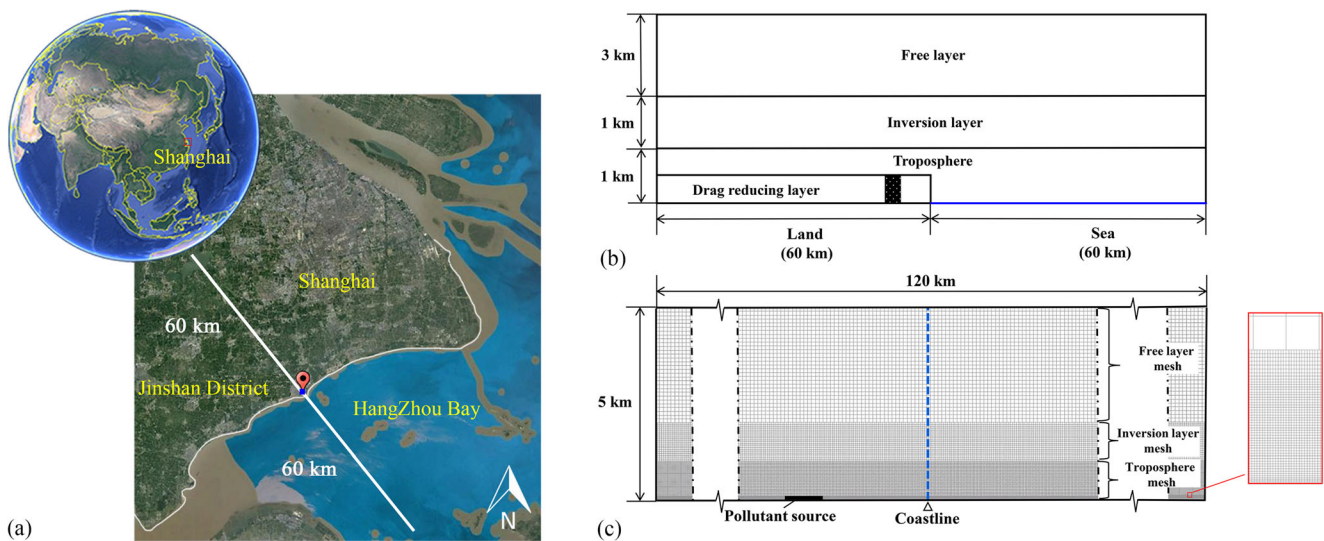 Shanghai
Shanghai
60 km
Jinshan District
HangZhou Bay
60 km
N
(a)
3 km
Free layer
1 km
Inversion layer
1 km
Troposphere
Drag reducing layer
Land
(60 km)
Sea
(60 km)
(b)
120 km
5 km
Free layer
mesh
Inversion layer
mesh
Troposphere
mesh
Pollutant source
Coastline
(c)